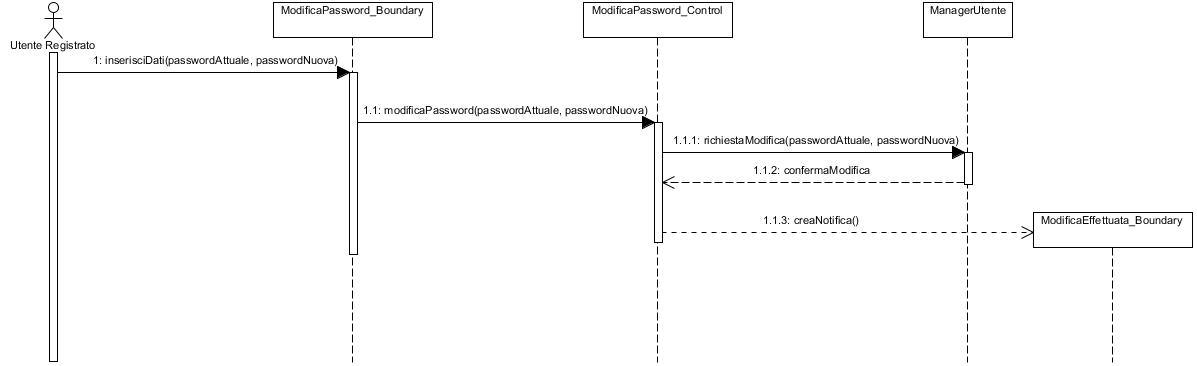 ModificaPassword_Boundary
ModificaPassword_Control
ManagerUtente
Utente Registrato
1: inserisciDati(passwordAttuale, passwordNuova)
1.1: modificaPassword(passwordAttuale, passwordNuova)
1.1.1: richiestaModifica(passwordAttuale, passwordNuova)
1.1.2: confermaModifica
1.1.3: creaNotifica()
ModificaEffettuata_Boundary